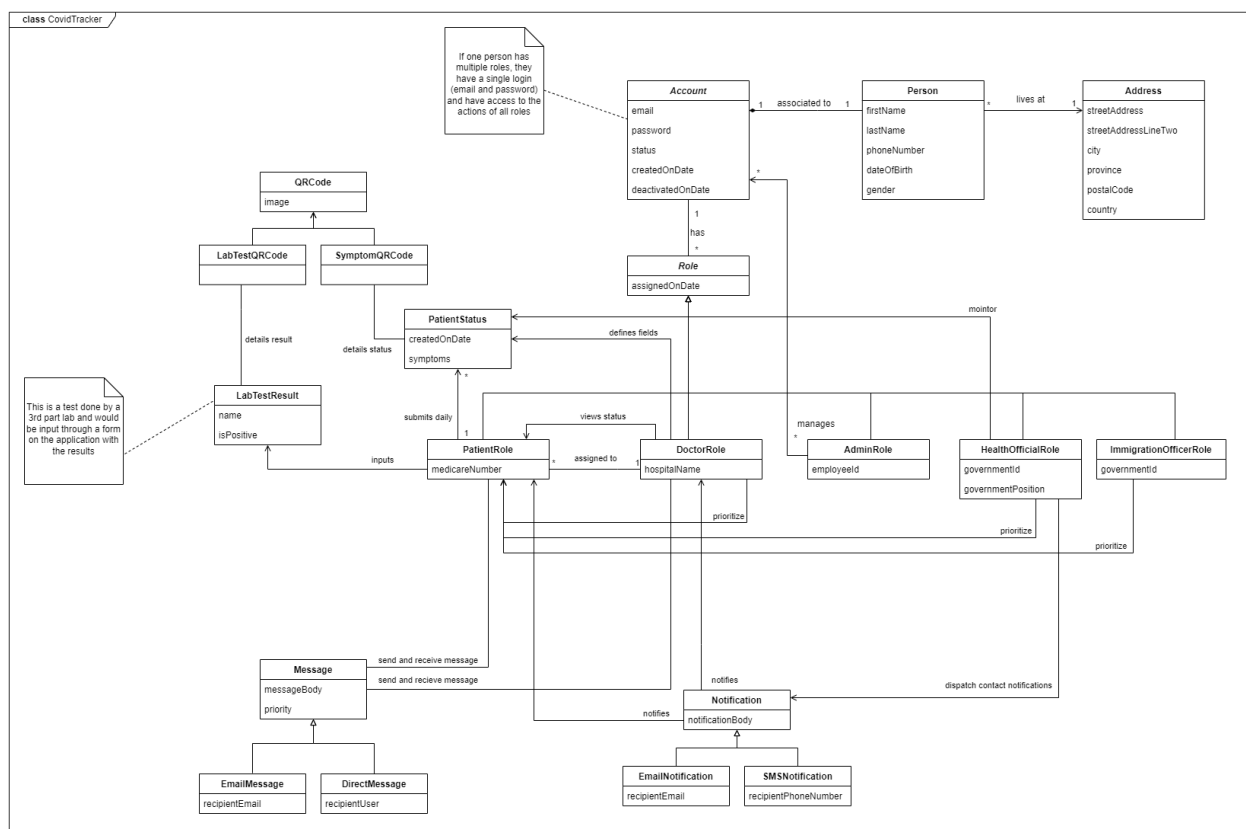 class CovidTracker
If one person has
multiple roles, they
have a single login
(email and password)
and have access to the
actions of all roles
Account
email
password
status
createdOnDate
deactivatedOnDate
1 associated to 1
Person
firstName
lastName
phoneNumber
dateOfBirth
gender
* lives at 1
Address
streetAddress
streetAddressLineTwo
city
province
postalCode
country
*
1
has
*
QRCode
image
LabTestQRCode
SymptomQRCode
Role
assignedOnDate
PatientStatus
createdOnDate
symptoms
mointor
defines fields
details result
details status
*
submits daily
1
This is a test done by a
3rd part lab and would
be input through a form
on the application with
the results
LabTestResult
name
isPositive
inputs
views status
manages
*
PatientRole
medicareNumber
* assigned to 1
DoctorRole
hospitalName
AdminRole
employeeId
HealthOfficialRole
governmentId
governmentPosition
ImmigrationOfficerRole
governmentId
prioritize
prioritize
prioritize
Message
messageBody
priority
send and receive message
send and recieve message
notifies
dispatch contact notifications
notifies
Notification
notificationBody
EmailMessage
recipientEmail
DirectMessage
recipientUser
EmailNotification
recipientEmail
SMSNotification
recipientPhoneNumber